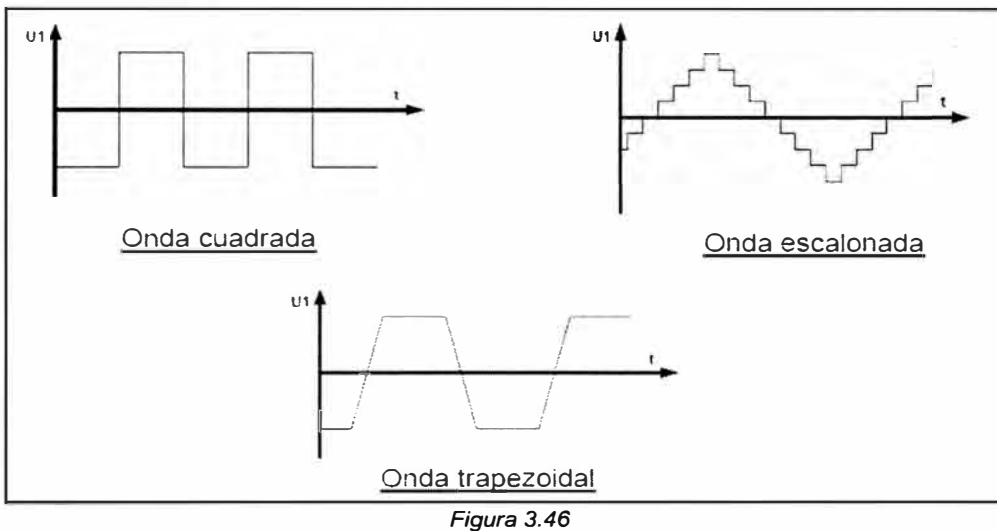 U1
t
Onda cuadrada
U1
t
Onda escalonada
U1
t
Onda trapezoidal
Figura 3.46